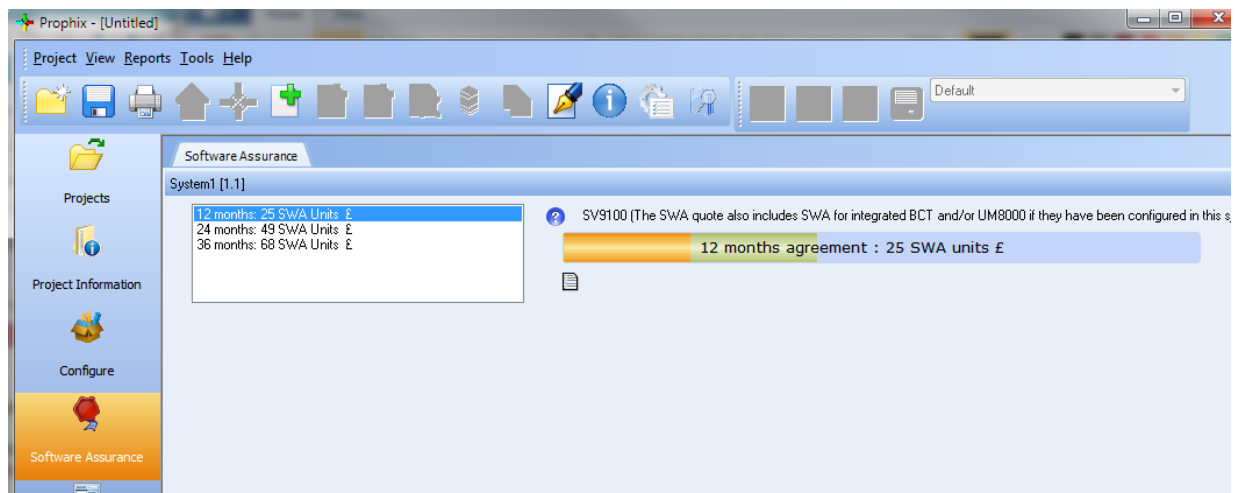 Prophix - [Untitled]
Project View Reports Tools Help
Default
Projects
Project Information
Configure
Software Assurance
Software Assurance
System1 [1.1]
12 months: 25 SWA Units £
24 months: 49 SWA Units £
36 months: 68 SWA Units £
SV9100 (The SWA quote also includes SWA for integrated BCT and/or UM8000 if they have been configured in this s
12 months agreement : 25 SWA units £